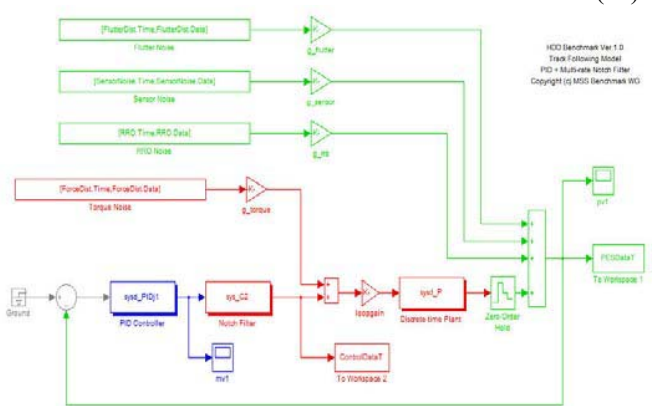 [FlutterDist.Time,FlutterDist.Data]
Flutter Noise
g_flutter
HDD Benchmark Ver.1.0
Track Following Model
PID + Multi-rate Notch Filter
Copyright (c) MSS Benchmark WG
[SensorNoise.Time,SensorNoise.Data]
Sensor Noise
g_sensor
[RRO.Time,RRO.Data]
RRO Noise
g_rro
[ForceDist.Time,ForceDist.Data]
Torque Noise
g_torque
pv1
PESDataT
To Workspace 1
Ground
sysd_PIDj1
PID Controller
sys_C2
Notch Filter
loopgain
sysd_P
Discrete time Plant
Zero-Order
Hold
mv1
ControlDataT
To Workspace 2